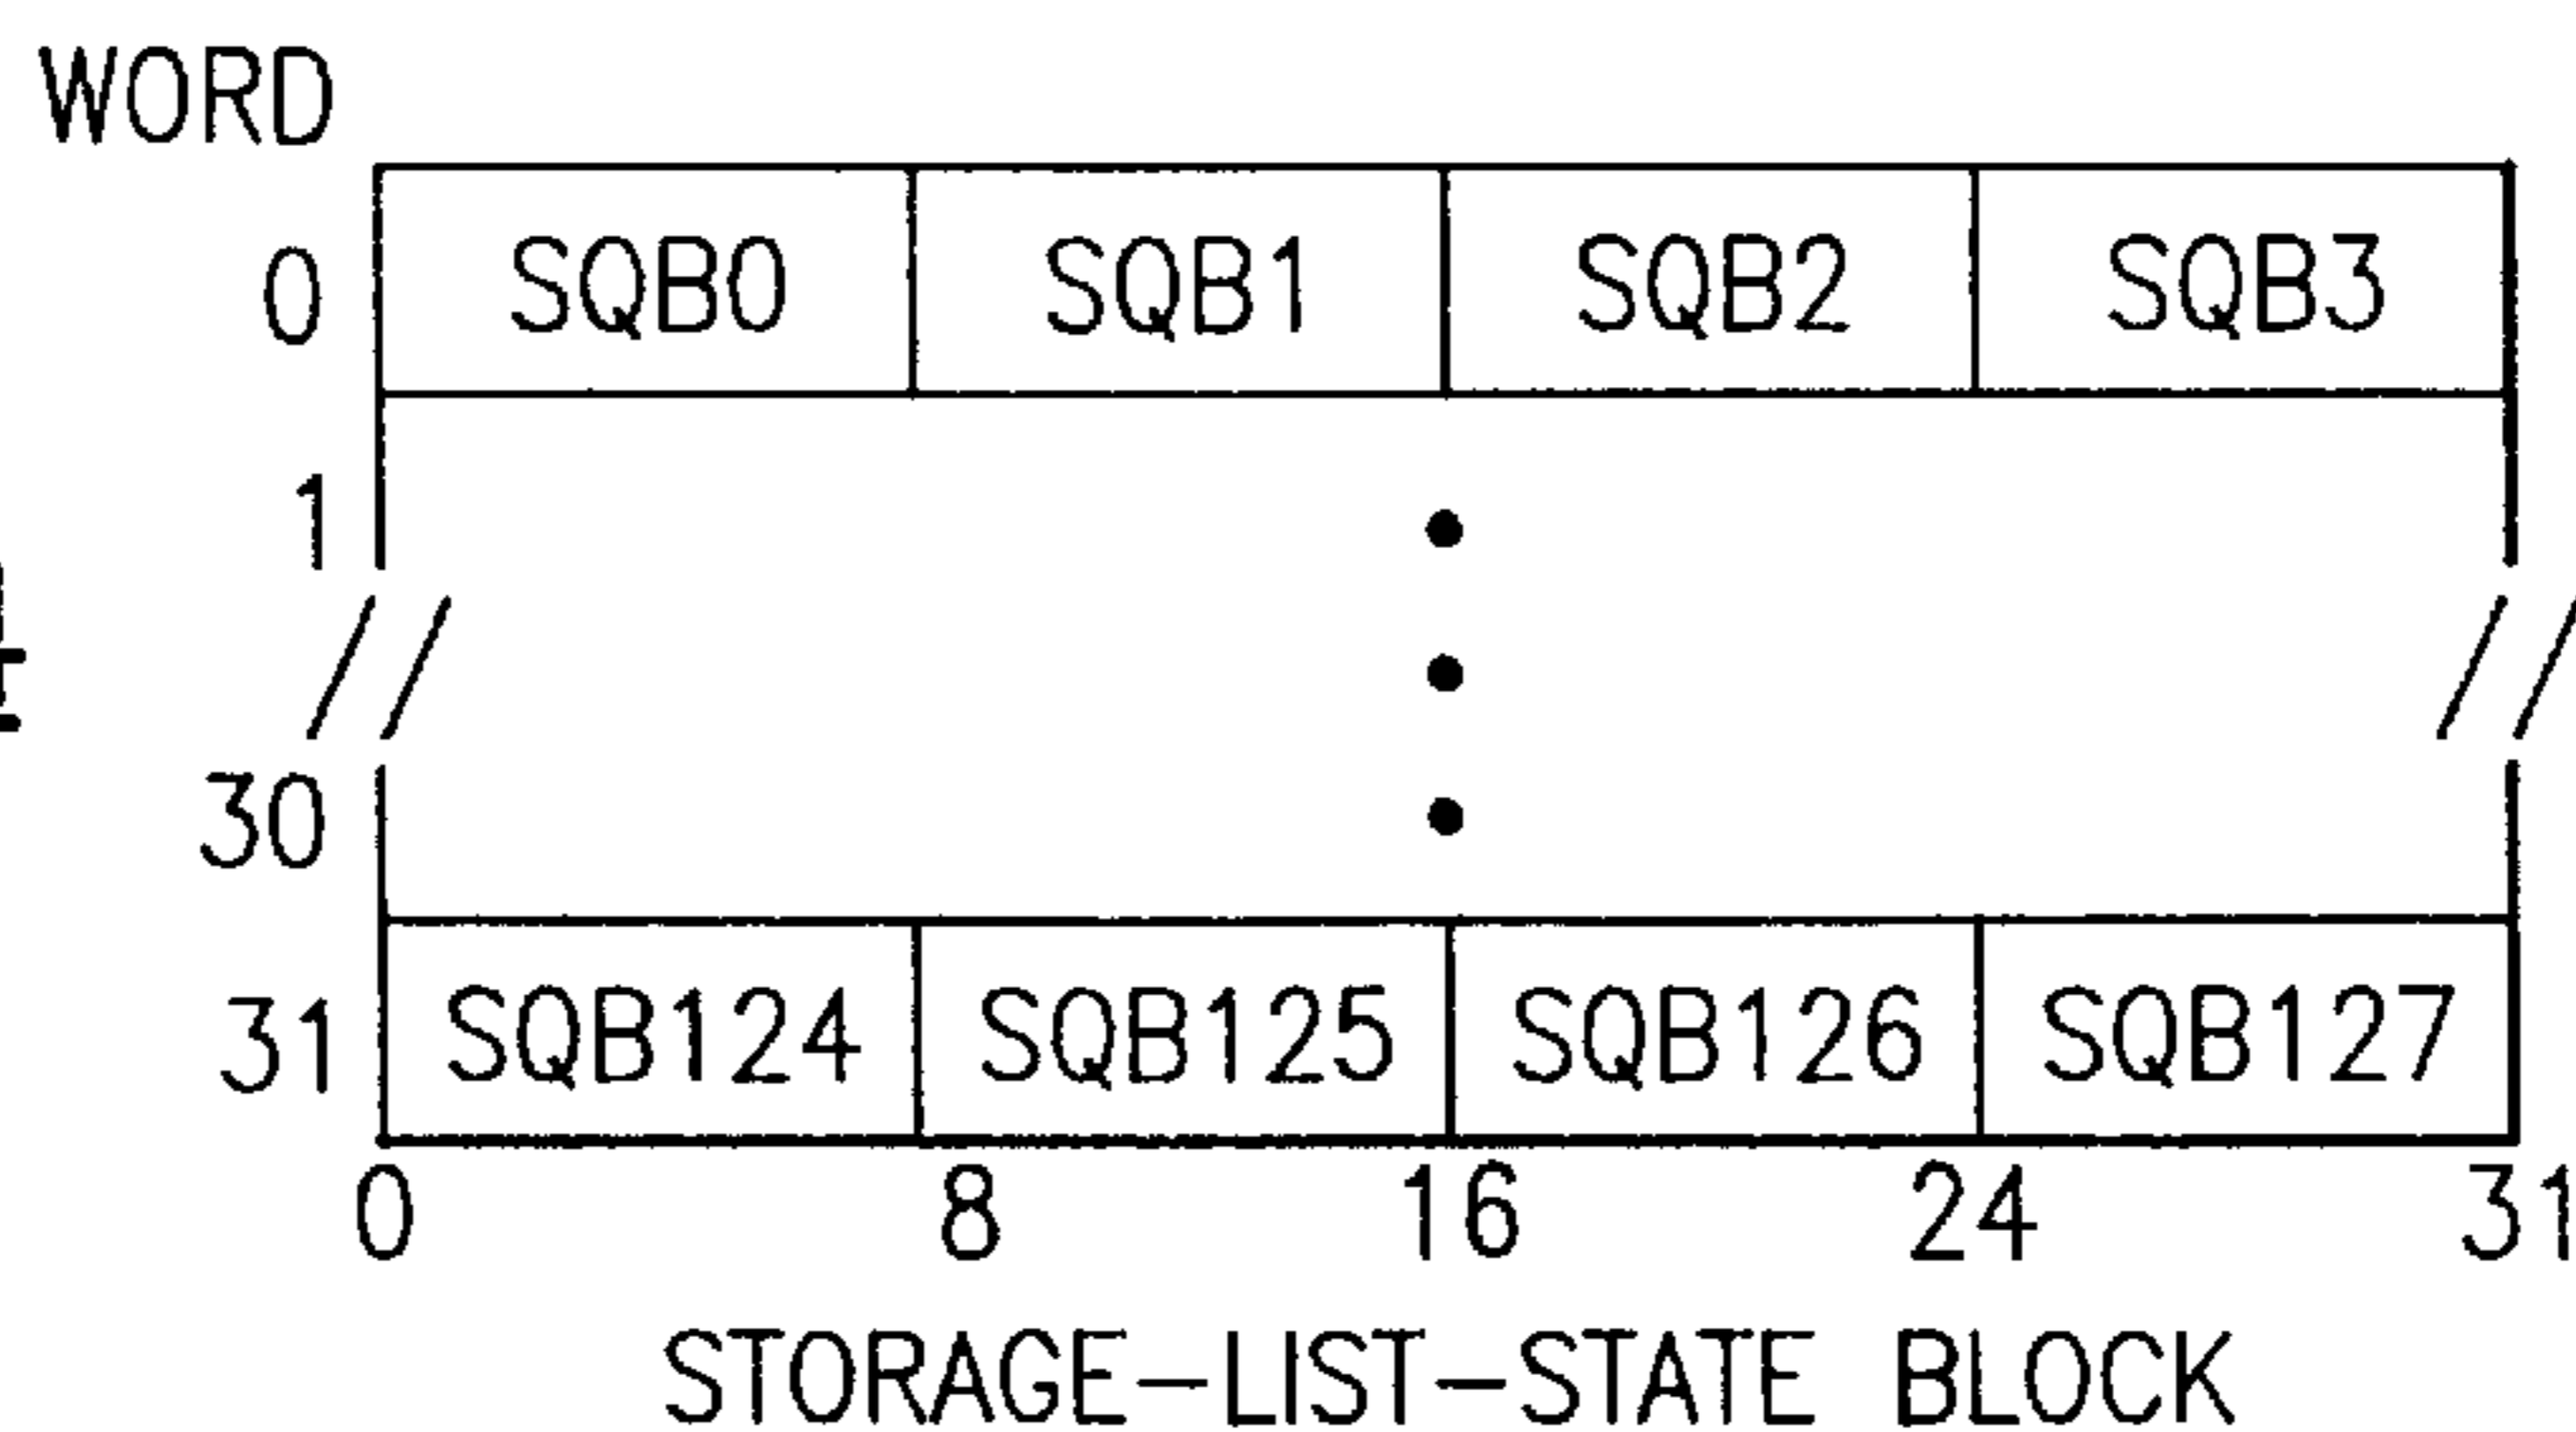 WORD
0 SQB0 SQB1 SQB2 SQB3
1
30
31 SQB124 SQB125 SQB126 SQB127
0 8 16 24 31
STORAGE-LIST-STATE BLOCK